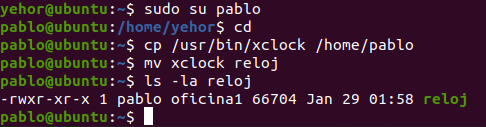 yehor@ubuntu:~$ sudo su pablo
pablo@ubuntu:/home/yehor$ cd
pablo@ubuntu:~$ cp /usr/bin/xclock /home/pablo
pablo@ubuntu:~$ mv xclock reloj
pablo@ubuntu:~$ ls -la reloj
-rwxr-xr-x 1 pablo oficina1 66704 Jan 29 01:58 reloj
pablo@ubuntu:~$